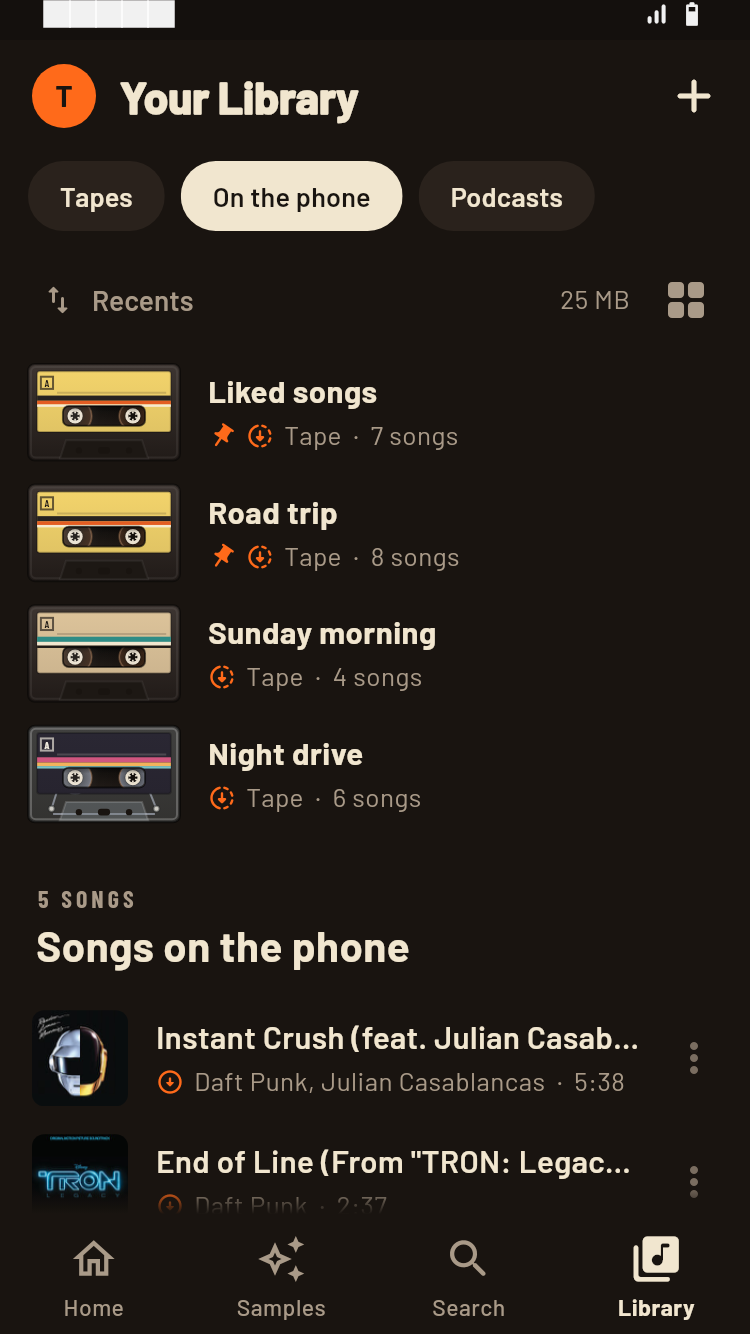 T
Your Library
Tapes
On the phone
Podcasts
Recents
25 MB
A
Liked songs
Tape · 7 songs
A
Road trip
Tape · 8 songs
A
Sunday morning
Tape · 4 songs
A
Night drive
Tape · 6 songs
5 SONGS
Songs on the phone
Instant Crush (feat. Julian Casab...
Daft Punk, Julian Casablancas · 5:38
TRON
LEGACY
End of Line (From "TRON: Legac...
Daft Punk · 2:37
Home
Samples
Search
Library